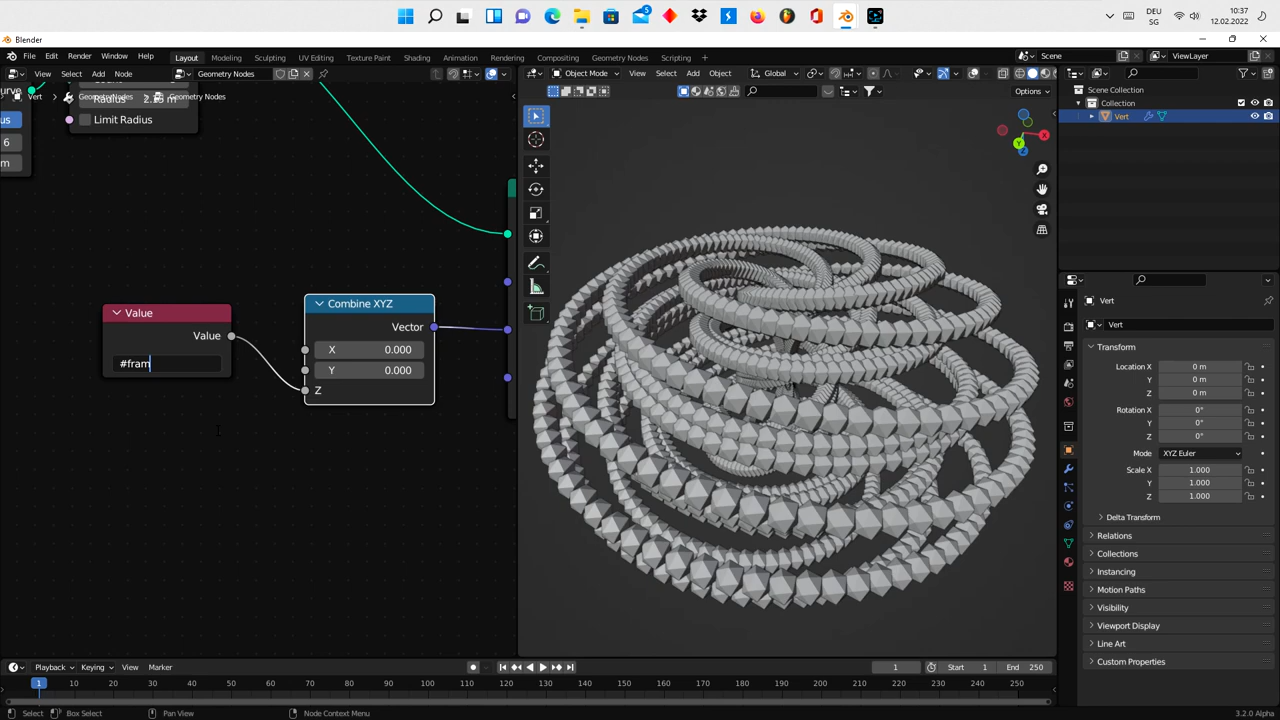 DEU
SG
10:37
12.02.2022
5
Blender
File Edit Render Window Help
Layout Modeling Sculpting UV Editing Texture Paint Shading Animation Rendering Compositing Geometry Nodes Scripting
Scene
ViewLayer
View Select Add Node
Geometry Nodes
Object Mode
View Select Add Object
Global
Options
Scene Collection
Collection
Vert
Vert
Geometry Nodes
Radius
Limit Radius
6
m
Value
Value
#fram
Combine XYZ
Vector
X 0.000
Y 0.000
Z
X
Y
Z
Vert
Vert
Transform
Location X 0 m
Y 0 m
Z 0 m
Rotation X 0°
Y 0°
Z 0°
Mode XYZ Euler
Scale X 1.000
Y 1.000
Z 1.000
Delta Transform
Relations
Collections
Instancing
Motion Paths
Visibility
Viewport Display
Line Art
Custom Properties
Playback Keying View Marker
1
Start 1
End 250
1 10 20 30 40 50 60 70 80 90 100 110 120 130 140 150 160 170 180 190 200 210 220 230 240 250
Select Box Select Pan View Node Context Menu
3.2.0 Alpha